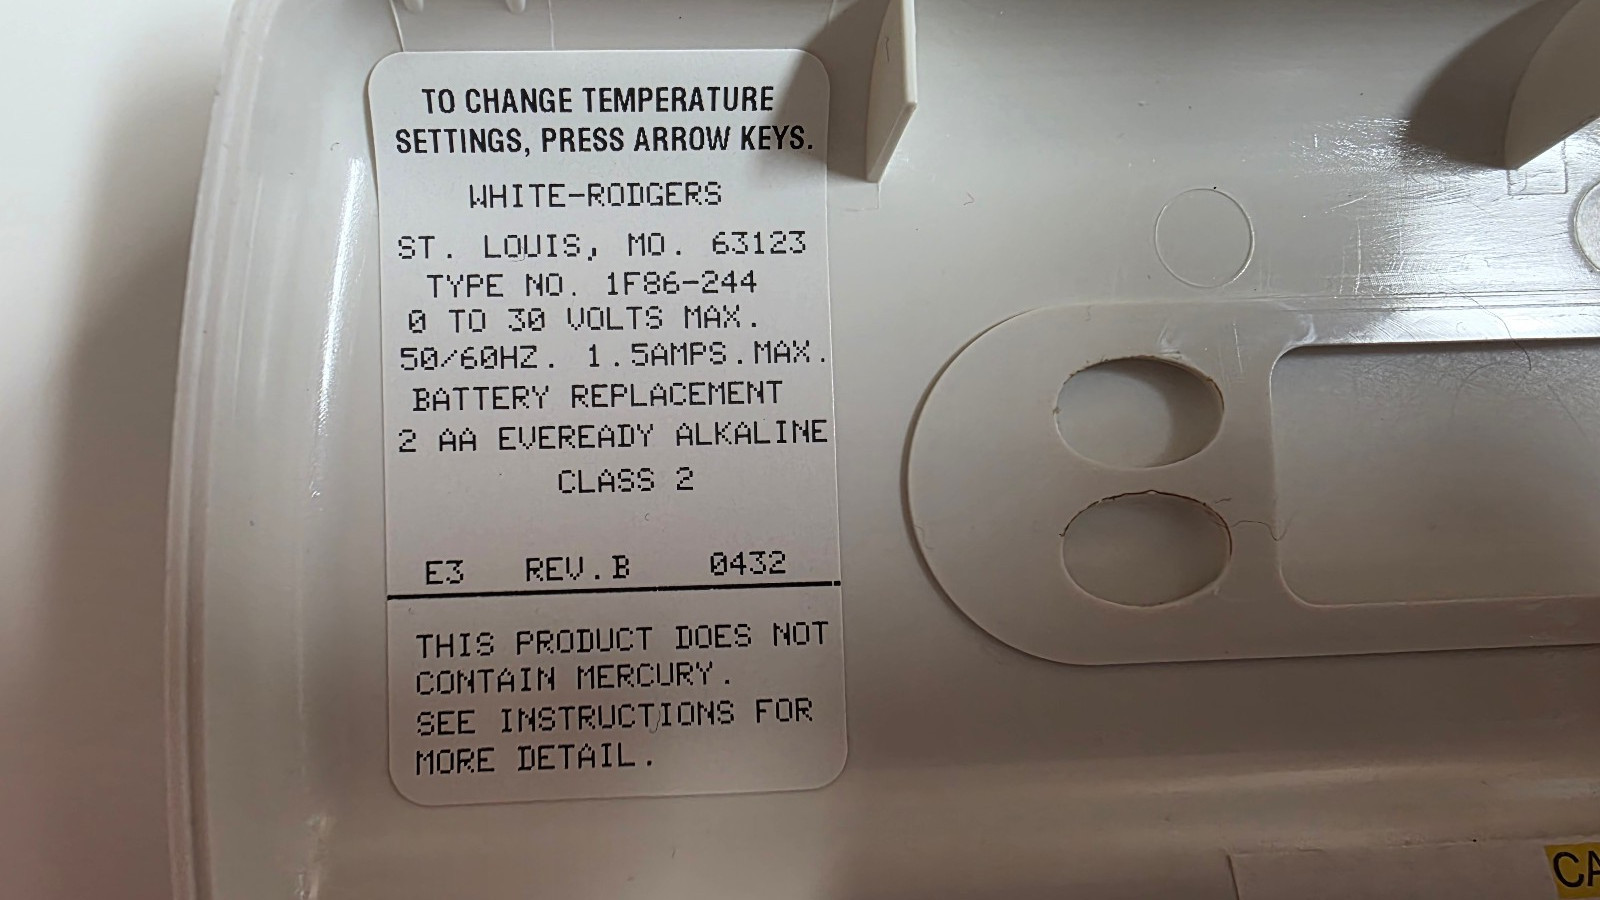 TO CHANGE TEMPERATURE
SETTINGS, PRESS ARROW KEYS.
WHITE-RODGERS
ST. LOUIS, MO. 63123
TYPE NO. 1F86-244
0 TO 30 VOLTS MAX.
50/60HZ. 1.5AMPS.MAX.
BATTERY REPLACEMENT
2 AA EVEREADY ALKALINE
CLASS 2
E3 REV.B 0432
THIS PRODUCT DOES NOT
CONTAIN MERCURY.
SEE INSTRUCTIONS FOR
MORE DETAIL.
CA